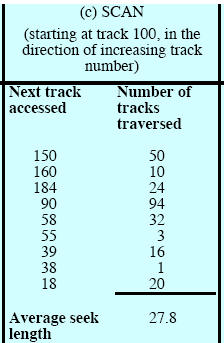 (c) SCAN
(starting at track 100, in the
direction of increasing track
number)
Next track accessed Number of tracks traversed
150 50
160 10
184 24
90 94
58 32
55 3
39 16
38 1
18 20
Average seek length 27.8